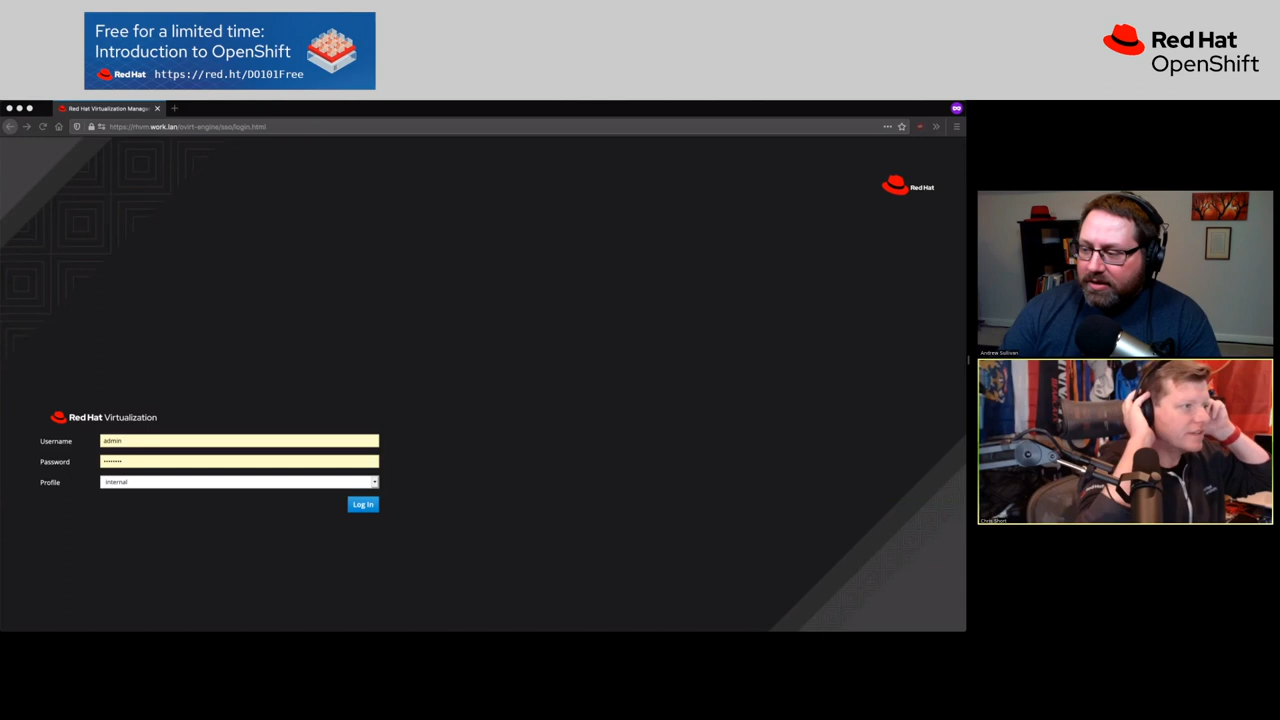 Free for a limited time:
Introduction to OpenShift
Red Hat https://red.ht/DO101Free
Red Hat
OpenShift
Red Hat Virtualization Manage
https://rhvm.work.lan/ovirt-engine/sso/login.html
Red Hat
Andrew Sullivan
Red Hat Virtualization
Username admin
Password ••••••••
Profile internal
Log In
Chris Short